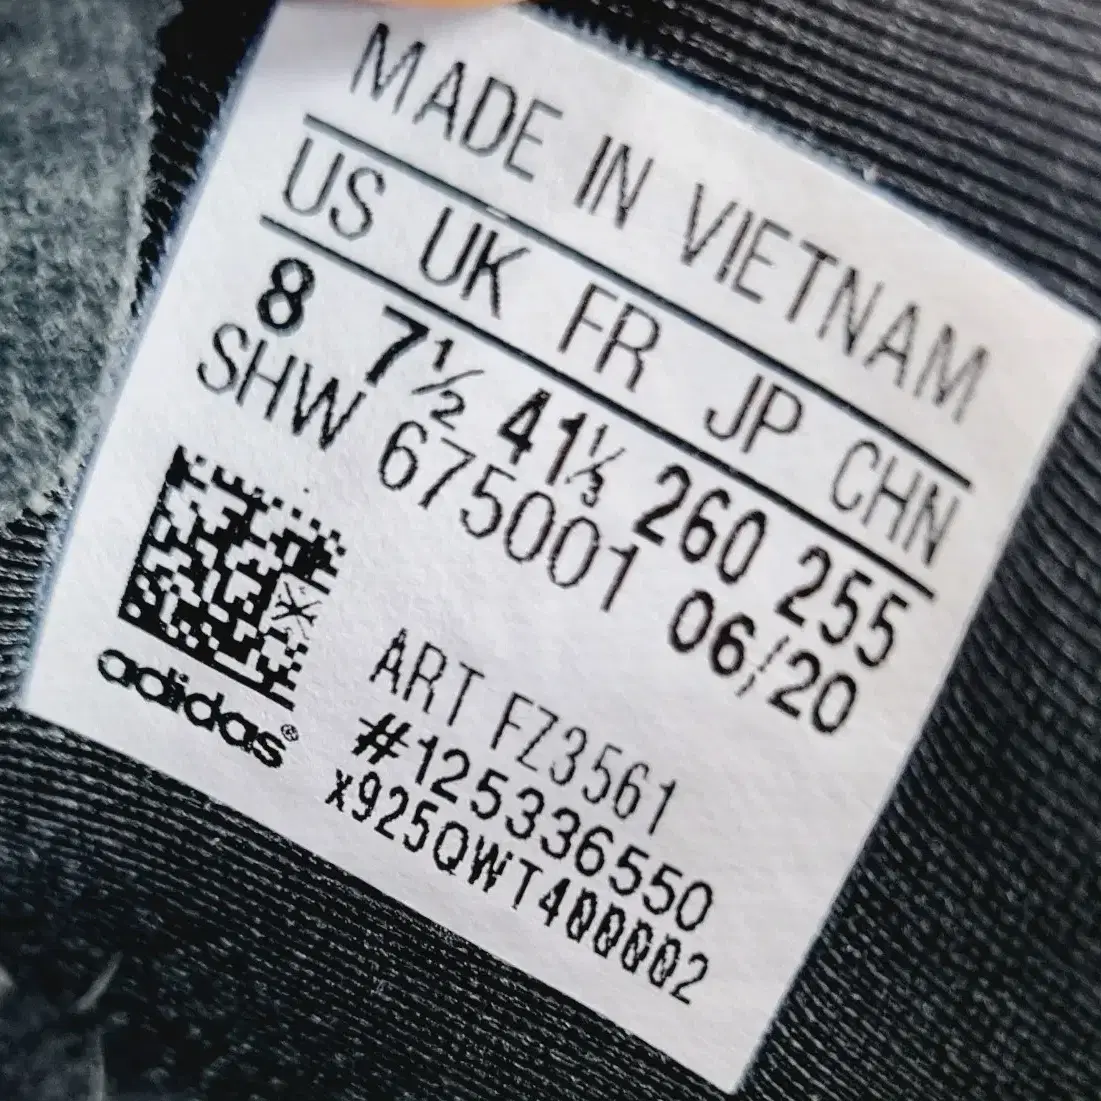 MADE IN VIETNAM
US UK FR JP CHN
8 7½ 41⅓ 260 255
SHW 675001 06/20
ART FZ3561
#125336550
x925QWT400002
adidas®